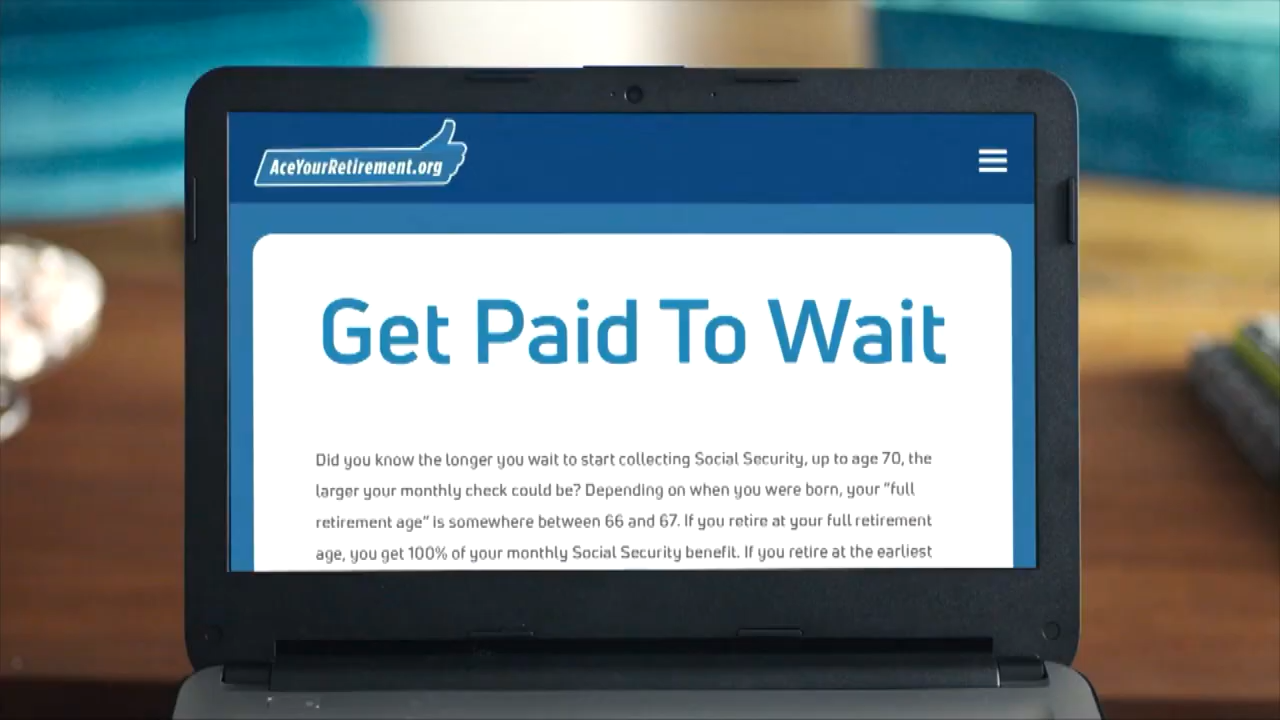 AceYourRetirement.org
Get Paid To Wait
Did you know the longer you wait to start collecting Social Security, up to age 70, the
larger your monthly check could be? Depending on when you were born, your "full
retirement age" is somewhere between 66 and 67. If you retire at your full retirement
age, you get 100% of your monthly Social Security benefit. If you retire at the earliest